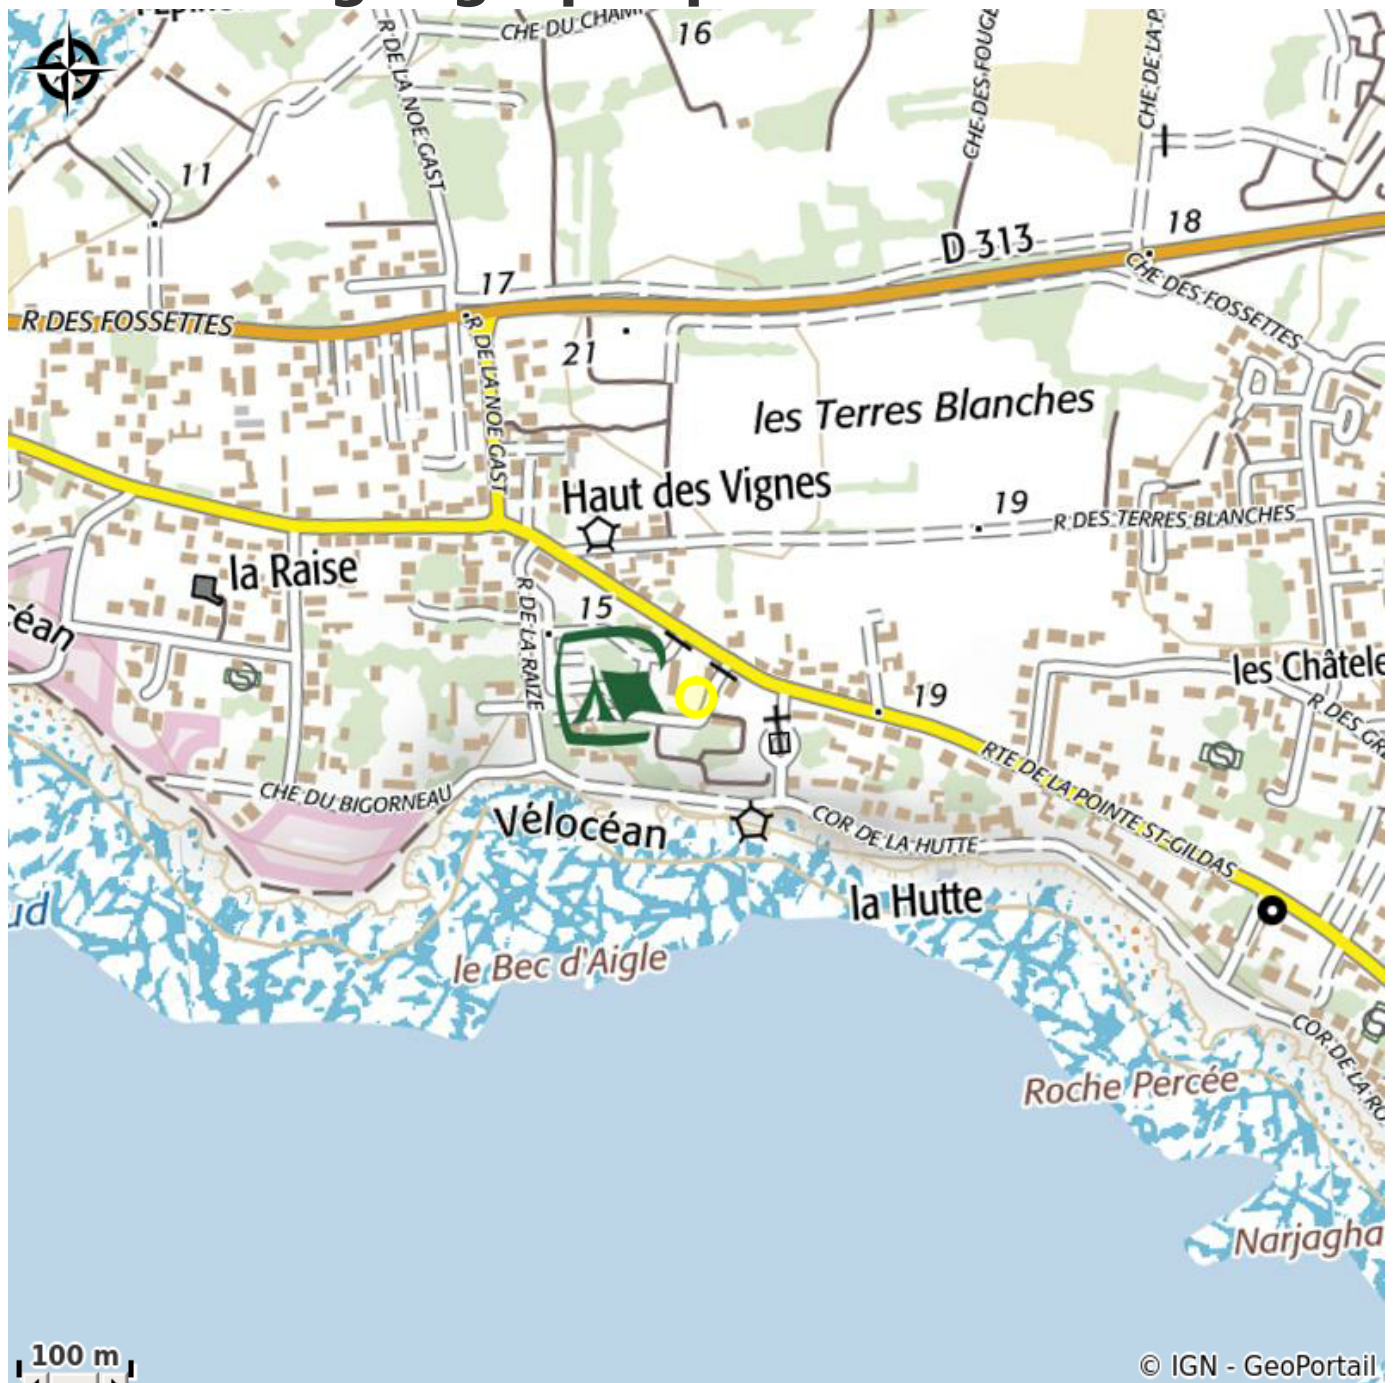 CHE DU CHAM
16
R DE LA NOE GAST
CHE DES FOUGE
CHE DE LA P
11
18
D 313
CHE DES FOSSETTES
17
R DES FOSSETTES
R DE LA NOE GAST
21
les Terres Blanches
Haut des Vignes
19
R DES TERRES BLANCHES
la Raise
R DE LA RAIZE
15
céan
les Châtele
19
R DES GR
RTE DE LA POINTE ST-GILDAS
CHE DU BIGORNEAU
Vélocéan
COR DE LA HUTTE
la Hutte
ud
le Bec d'Aigle
COR DE LA RO
Roche Percée
Narjagha
100 m
© IGN - GeoPortail